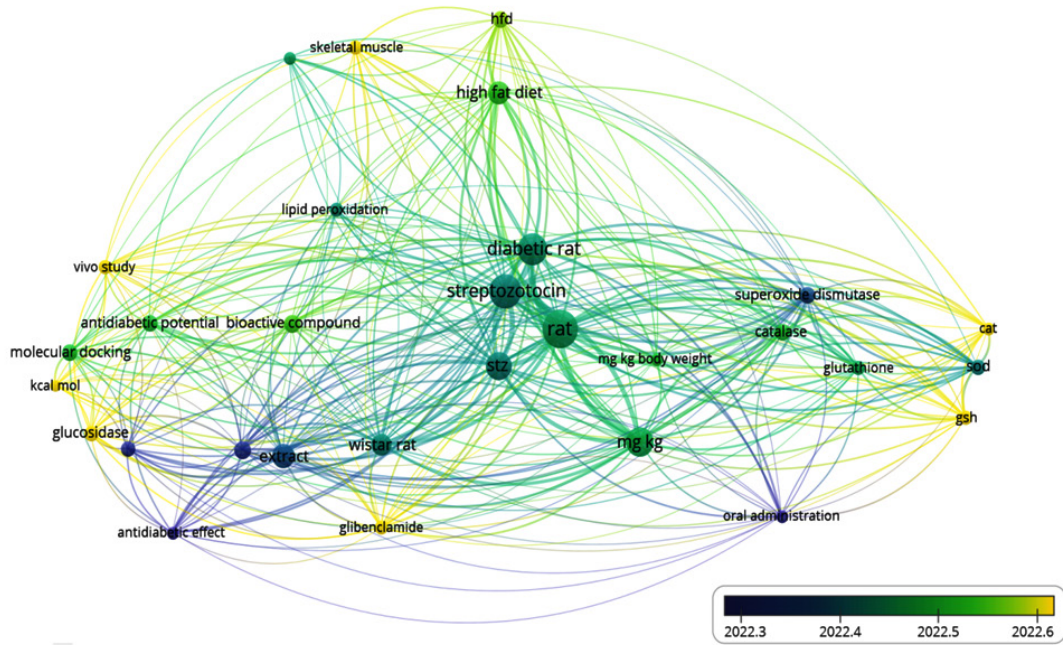 hfd
skeletal muscle
high fat diet
lipid peroxidation
diabetic rat
vivo study
streptozotocin
superoxide dismutase
antidiabetic potential
bioactive compound
rat
catalase
cat
molecular docking
mg kg body weight
stz
glutathione
sod
kcal mol
gsh
glucosidase
wistar rat
mg kg
extract
oral administration
glibenclamide
antidiabetic effect
2022.3
2022.4
2022.5
2022.6